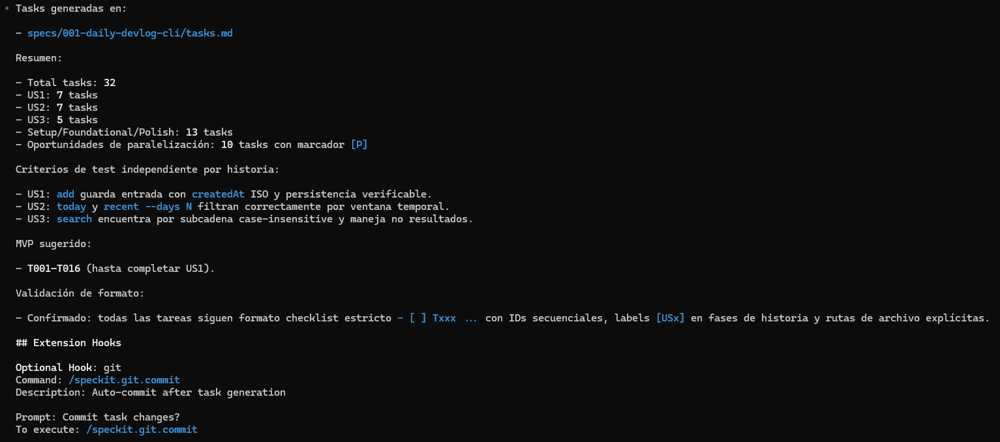 • Tasks generadas en:
- specs/001-daily-devlog-cli/tasks.md
Resumen:
- Total tasks: 32
- US1: 7 tasks
- US2: 7 tasks
- US3: 5 tasks
- Setup/Foundational/Polish: 13 tasks
- Oportunidades de paralelización: 10 tasks con marcador [P]
Criterios de test independiente por historia:
- US1: add guarda entrada con createdAt ISO y persistencia verificable.
- US2: today y recent --days N filtran correctamente por ventana temporal.
- US3: search encuentra por subcadena case-insensitive y maneja no resultados.
MVP sugerido:
- T001-T016 (hasta completar US1).
Validación de formato:
- Confirmado: todas las tareas siguen formato checklist estricto - [ ] Txxx ... con IDs secuenciales, labels [USx] en fases de historia y rutas de archivo explícitas.
## Extension Hooks
Optional Hook: git
Command: /speckit.git.commit
Description: Auto-commit after task generation
Prompt: Commit task changes?
To execute: /speckit.git.commit